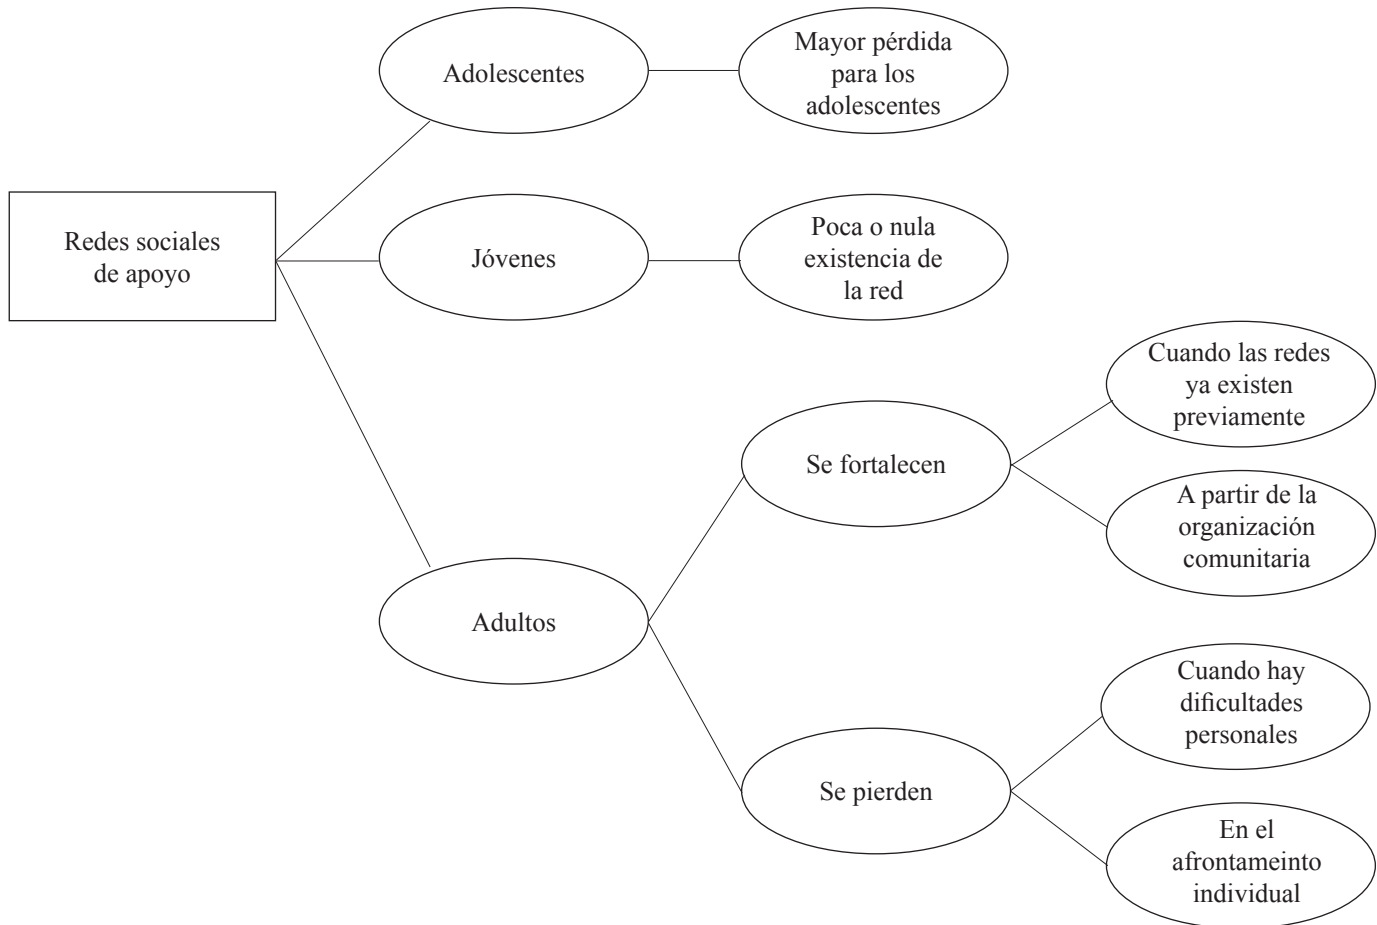 Adolescentes
Mayor pérdida
para los
adolescentes
Redes sociales
de apoyo
Jóvenes
Poca o nula
existencia de
la red
Cuando las redes
ya existen
previamente
Se fortalecen
A partir de la
organización
comunitaria
Adultos
Cuando hay
dificultades
personales
Se pierden
En el
afrontameinto
individual